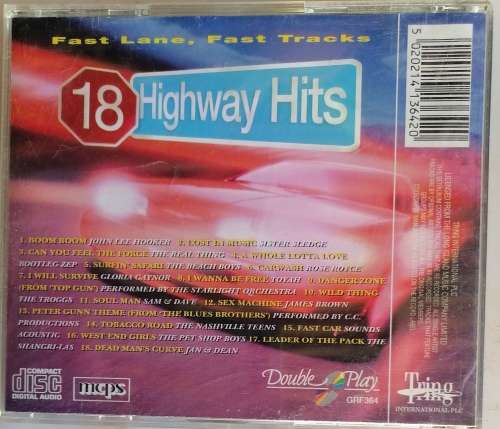 Fast Lane, Fast Tracks
18 Highway Hits
1. BOOM BOOM JOHN LEE HOOKER 2. LOST IN MUSIC SISTER SLEDGE
3. CAN YOU FEEL THE FORCE THE REAL THING 4. A WHOLE LOTTA LOVE
BOOTLEG ZEP 5. SURFIN' SAFARI THE BEACH BOYS 6. CARWASH ROSE ROYCE
7. I WILL SURVIVE GLORIA GAYNOR 8. I WANNA BE FREE TOYAH 9. DANGER ZONE
(FROM 'TOP GUN') PERFORMED BY THE STARLIGHT ORCHESTRA 10. WILD THING
THE TROGGS 11. SOUL MAN SAM & DAVE 12. SEX MACHINE JAMES BROWN
13. PETER GUNN THEME (FROM 'THE BLUES BROTHERS') PERFORMED BY C.C.
PRODUCTIONS 14. TOBACCO ROAD THE NASHVILLE TEENS 15. FAST CAR SOUNDS
ACOUSTIC 16. WEST END GIRLS THE PET SHOP BOYS 17. LEADER OF THE PACK THE
SHANGRI-LAS 18. DEAD MAN'S CURVE JAN & DEAN
COMPACT
disc
DIGITAL AUDIO
mcps
Double Play
GRF364
Tring
INTERNATIONAL PLC
5 020214 136420
TRING INTERNATIONAL PLC